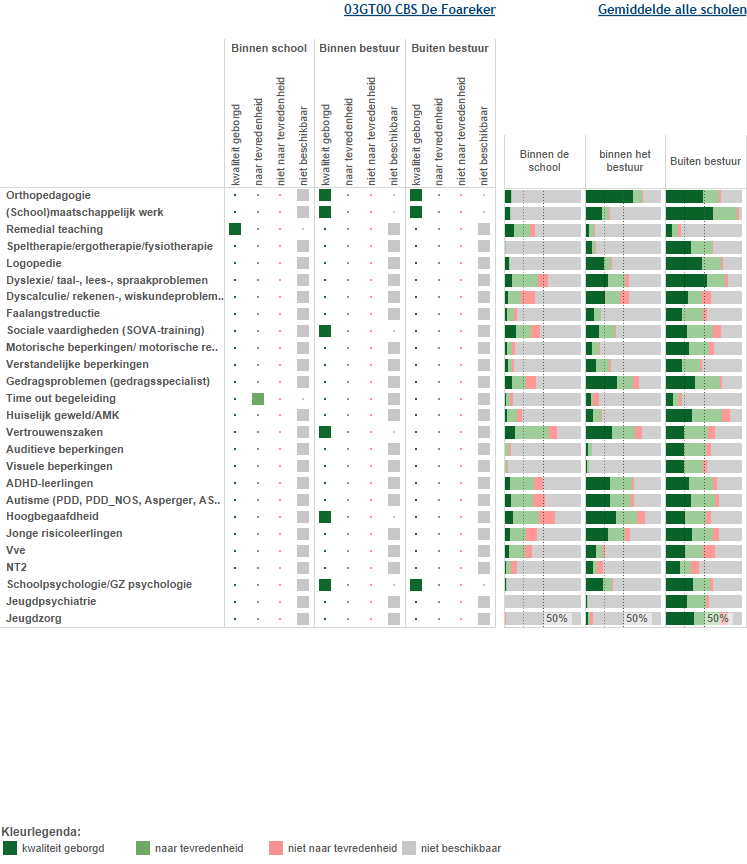 03GT00 CBS De Foareker Gemiddelde alle scholen
Binnen school Binnen bestuur Buiten bestuur
kwaliteit geborgd naar tevredenheid niet naar tevredenheid niet beschikbaar kwaliteit geborgd naar tevredenheid niet naar tevredenheid niet beschikbaar kwaliteit geborgd naar tevredenheid niet naar tevredenheid niet beschikbaar
Binnen de school binnen het bestuur Buiten bestuur
Orthopedagogie
(School)maatschappelijk werk
Remedial teaching
Speltherapie/ergotherapie/fysiotherapie
Logopedie
Dyslexie/ taal-, lees-, spraakproblemen
Dyscalculie/ rekenen-, wiskundeproblem..
Faalangstreductie
Sociale vaardigheden (SOVA-training)
Motorische beperkingen/ motorische re..
Verstandelijke beperkingen
Gedragsproblemen (gedragsspecialist)
Time out begeleiding
Huiselijk geweld/AMK
Vertrouwenszaken
Auditieve beperkingen
Visuele beperkingen
ADHD-leerlingen
Autisme (PDD, PDD_NOS, Asperger, AS..
Hoogbegaafdheid
Jonge risicoleerlingen
Vve
NT2
Schoolpsychologie/GZ psychologie
Jeugdpsychiatrie
Jeugdzorg 50% 50% 50%
Kleurlegenda:
kwaliteit geborgd naar tevredenheid niet naar tevredenheid niet beschikbaar